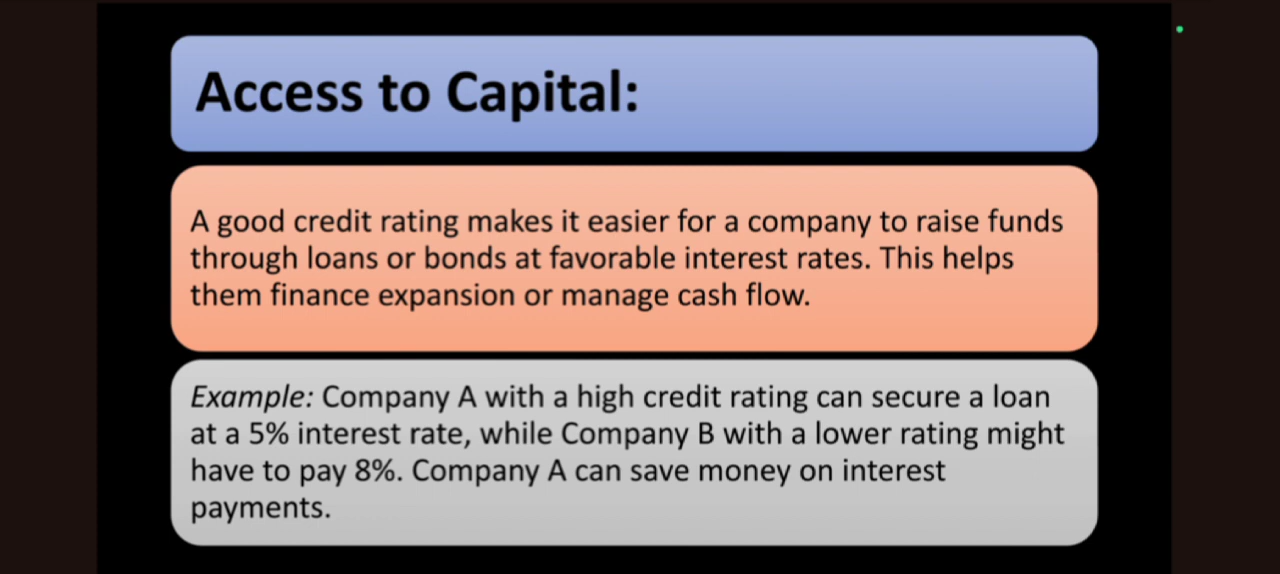 Access to Capital:
A good credit rating makes it easier for a company to raise funds
through loans or bonds at favorable interest rates. This helps
them finance expansion or manage cash flow.
Example: Company A with a high credit rating can secure a loan
at a 5% interest rate, while Company B with a lower rating might
have to pay 8%. Company A can save money on interest
payments.